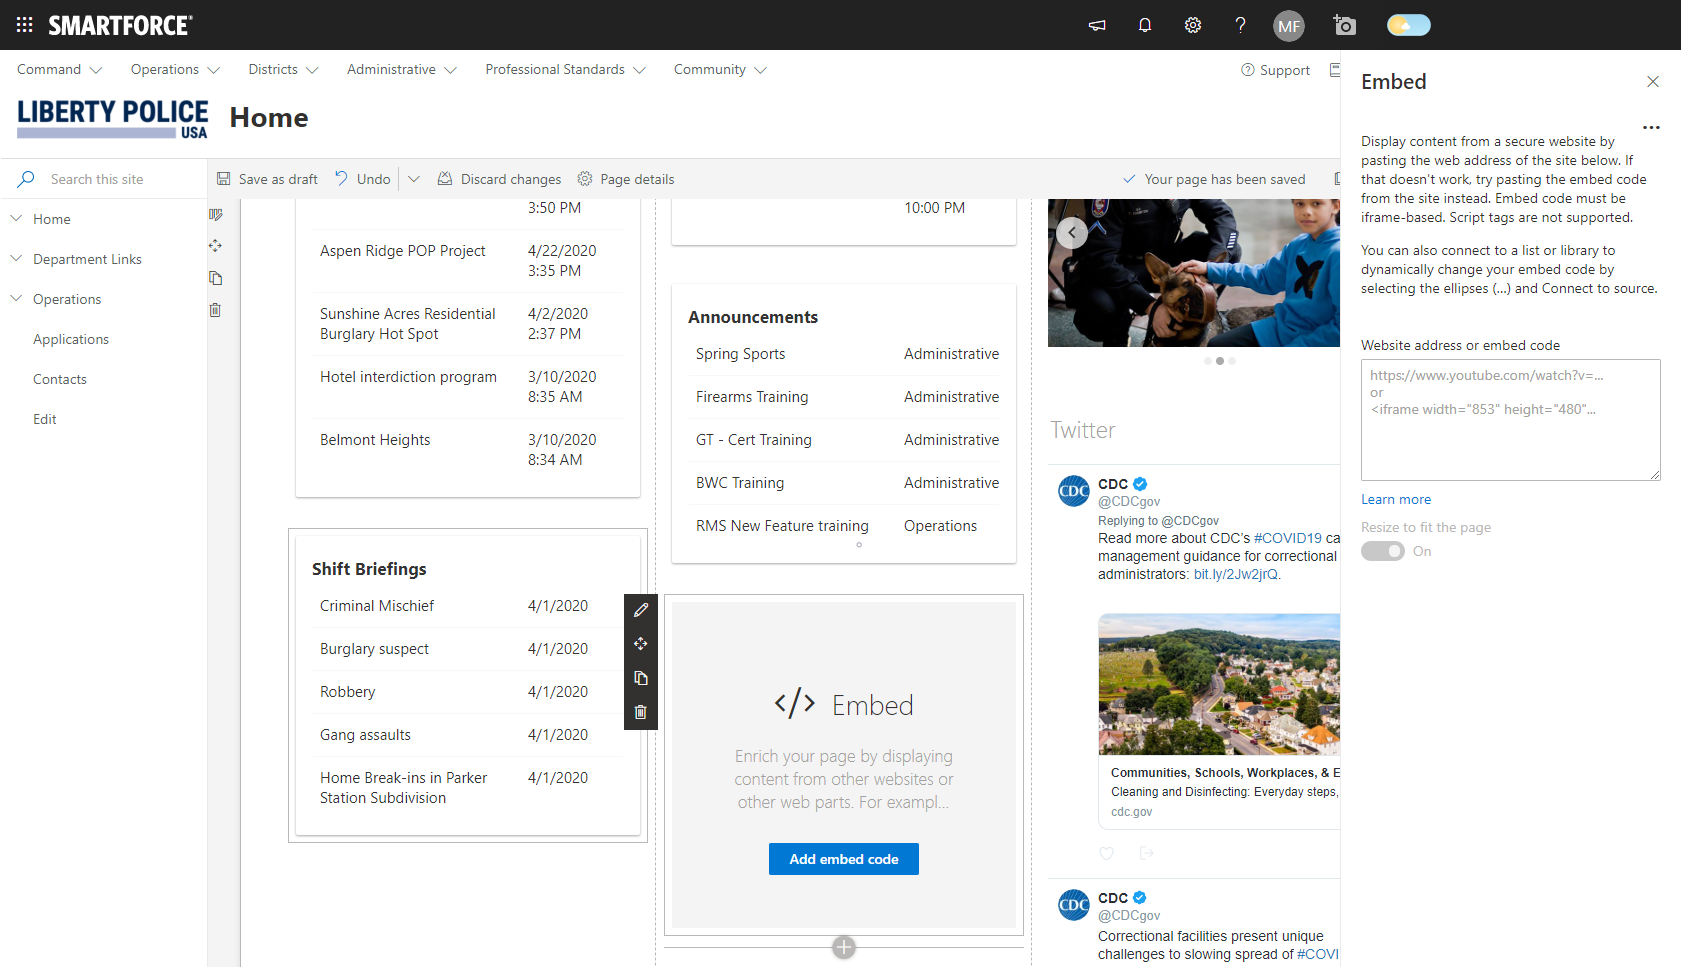 SMARTFORCE
MF
Command
Operations
Districts
Administrative
Professional Standards
Community
Support
LIBERTY POLICE
USA
Home
Search this site
Save as draft
Undo
Discard changes
Page details
Your page has been saved
Home
Department Links
Operations
Applications
Contacts
Edit
3:50 PM
Aspen Ridge POP Project 4/22/2020
3:35 PM
Sunshine Acres Residential 4/2/2020
Burglary Hot Spot 2:37 PM
Hotel interdiction program 3/10/2020
8:35 AM
Belmont Heights 3/10/2020
8:34 AM
Shift Briefings
Criminal Mischief 4/1/2020
Burglary suspect 4/1/2020
Robbery 4/1/2020
Gang assaults 4/1/2020
Home Break-ins in Parker 4/1/2020
Station Subdivision
10:00 PM
Announcements
Spring Sports Administrative
Firearms Training Administrative
GT - Cert Training Administrative
BWC Training Administrative
RMS New Feature training Operations
</> Embed
Enrich your page by displaying
content from other websites or
other web parts. For exampl...
Add embed code
Twitter
CDC
CDC
@CDCgov
Replying to @CDCgov
Read more about CDC's #COVID19 ca
management guidance for correctional
administrators: bit.ly/2Jw2jrQ.
Communities, Schools, Workplaces, & E
Cleaning and Disinfecting: Everyday steps,
cdc.gov
CDC
CDC
@CDCgov
Correctional facilities present unique
challenges to slowing spread of #COVI
Embed
...
Display content from a secure website by
pasting the web address of the site below. If
that doesn't work, try pasting the embed code
from the site instead. Embed code must be
iframe-based. Script tags are not supported.
You can also connect to a list or library to
dynamically change your embed code by
selecting the ellipses (...) and Connect to source.
Website address or embed code
https://www.youtube.com/watch?v=...
or
<iframe width="853" height="480"...
Learn more
Resize to fit the page
On